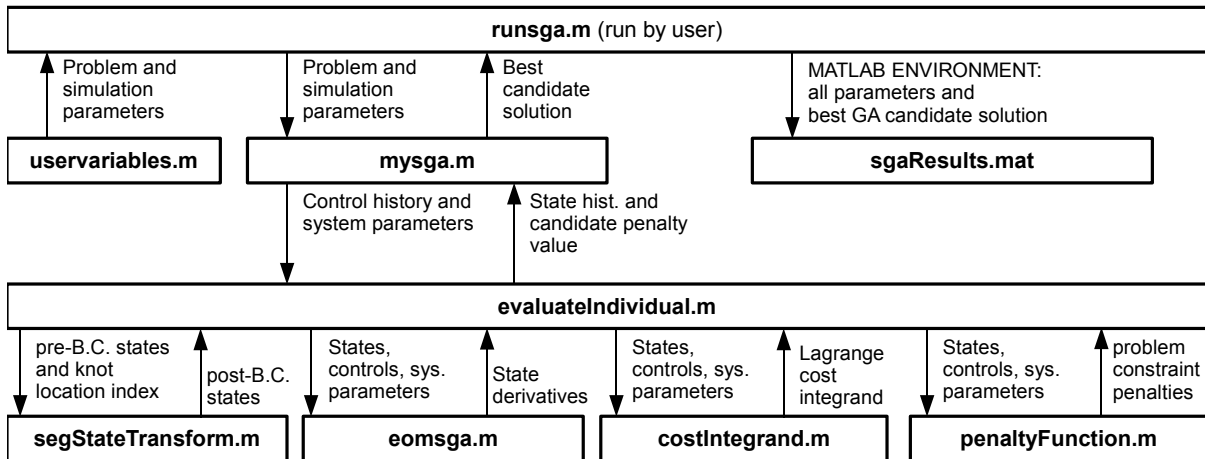 runsga.m (run by user)
Problem and
simulation
parameters
Problem and
simulation
parameters
Best
candidate
solution
MATLAB ENVIRONMENT:
all parameters and
best GA candidate solution
uservariables.m
mysga.m
sgaResults.mat
Control history and
system parameters
State hist. and
candidate penalty
value
evaluateIndividual.m
pre-B.C. states
and knot
location index
post-B.C.
states
States,
controls, sys.
parameters
State
derivatives
States,
controls, sys.
parameters
Lagrange
cost
integrand
States,
controls, sys.
parameters
problem
constraint
penalties
segStateTransform.m
eomsga.m
costIntegrand.m
penaltyFunction.m